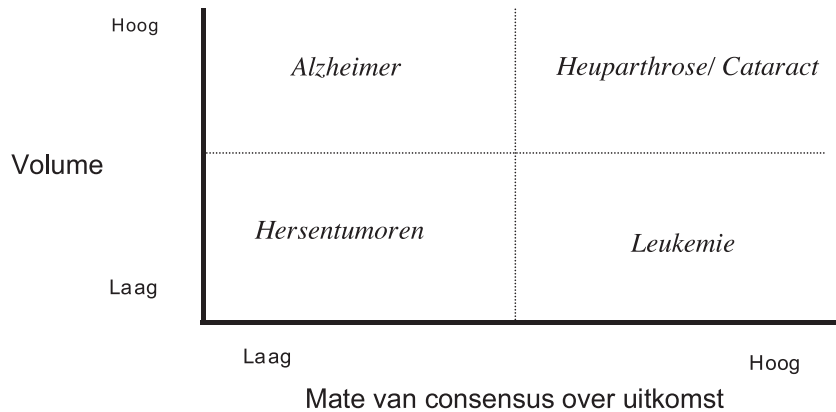 Hoog
Alzheimer
Heuparthrose/ Cataract
Volume
Hersentumoren
Leukemie
Laag
Laag
Hoog
Mate van consensus over uitkomst